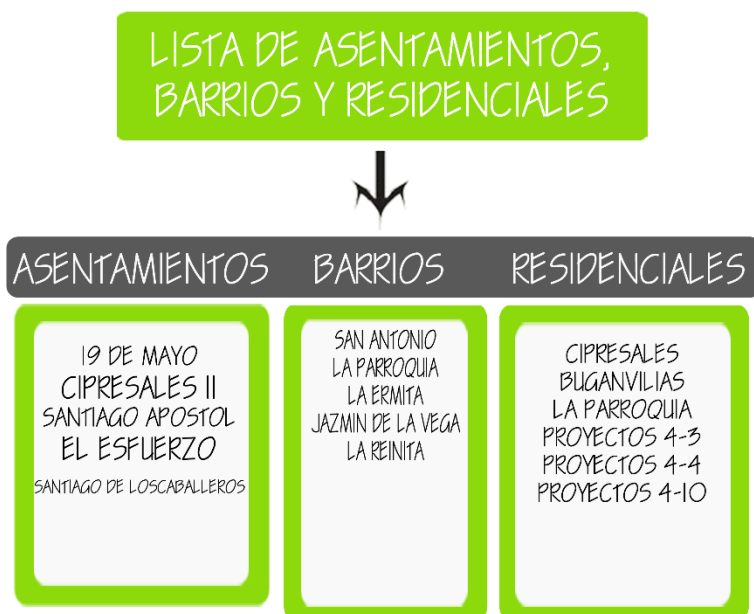 LISTA DE ASENTAMIENTOS,
BARRIOS Y RESIDENCIALES
ASENTAMIENTOS
BARRIOS
RESIDENCIALES
19 DE MAYO
CIPRESALES II
SANTIAGO APOSTOL
EL ESFUERZO
SANTIAGO DE LOSCABALLEROS
SAN ANTONIO
LA PARROQUIA
LA ERMITA
JAZMIN DE LA VEGA
LA REINITA
CIPRESALES
BUGANVILIAS
LA PARROQUIA
PROYECTOS 4-3
PROYECTOS 4-4
PROYECTOS 4-10